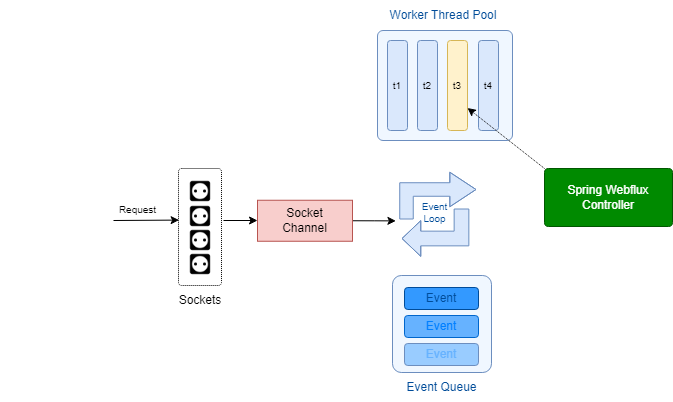 Worker Thread Pool
t1
t2
t3
t4
Spring Webflux
Controller
Request
Socket
Channel
Event
Loop
Sockets
Event
Event
Event
Event Queue